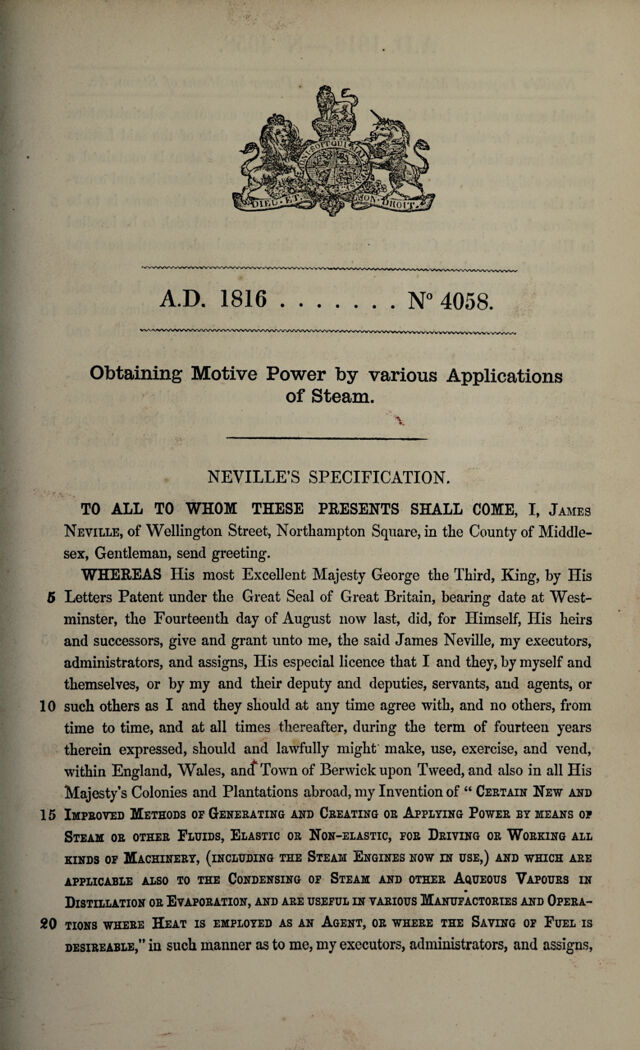 DIEU·ET
MON·DROIT.
A.D. 1816 . . . . . . . Nº 4058.
Obtaining Motive Power by various Applications
of Steam.
NEVILLE'S SPECIFICATION.
TO ALL TO WHOM THESE PRESENTS SHALL COME, I, JAMES
NEVILLE, of Wellington Street, Northampton Square, in the County of Middle-
sex, Gentleman, send greeting.
WHEREAS His most Excellent Majesty George the Third, King, by His
5 Letters Patent under the Great Seal of Great Britain, bearing date at West-
minster, the Fourteenth day of August now last, did, for Himself, His heirs
and successors, give and grant unto me, the said James Neville, my executors,
administrators, and assigns, His especial licence that I and they, by myself and
themselves, or by my and their deputy and deputies, servants, and agents, or
10 such others as I and they should at any time agree with, and no others, from
time to time, and at all times thereafter, during the term of fourteen years
therein expressed, should and lawfully might make, use, exercise, and vend,
within England, Wales, and Town of Berwick upon Tweed, and also in all His
Majesty's Colonies and Plantations abroad, my Invention of "CERTAIN NEW AND
15 IMPROVED METHODS OF GENERATING AND CREATING OR APPLYING POWER BY MEANS OF
STEAM OR OTHER FLUIDS, ELASTIC OR NON-ELASTIC, FOR DRIVING OR WORKING ALL
KINDS OF MACHINERY, (INCLUDING THE STEAM ENGINES NOW IN USE,) AND WHICH ARE
APPLICABLE ALSO TO THE CONDENSING OF STEAM AND OTHER AQUEOUS VAPOURS IN
DISTILLATION OR EVAPORATION, AND ARE USEFUL IN VARIOUS MANUFACTORIES AND OPERA-
20 TIONS WHERE HEAT IS EMPLOYED AS AN AGENT, OR WHERE THE SAVING OF FUEL IS
DESIREABLE," in such manner as to me, my executors, administrators, and assigns,